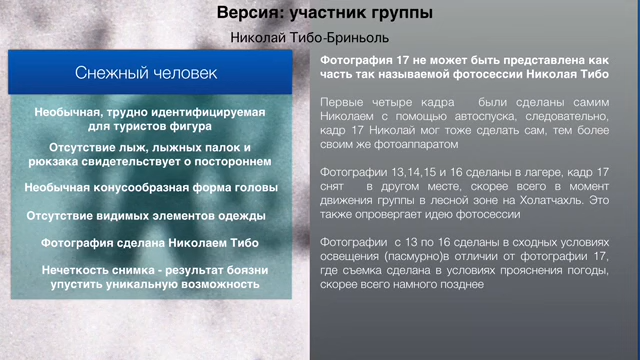 Версия: участник группы
Николай Тибо-Бриньоль
Снежный человек
Необычная, трудно идентифицируемая
для туристов фигура
Отсутствие лыж, лыжных палок и
рюкзака свидетельствует о постороннем
Необычная конусообразная форма головы
Отсутствие видимых элементов одежды
Фотография сделана Николаем Тибо
Нечеткость снимка - результат боязни
упустить уникальную возможность
Фотография 17 не может быть представлена как
часть так называемой фотосессии Николая Тибо
Первые четыре кадра были сделаны самим
Николаем с помощью автоспуска, следовательно,
кадр 17 Николай мог тоже сделать сам, тем более
своим же фотоаппаратом
Фотографии 13,14,15 и 16 сделаны в лагере, кадр 17
снят в другом месте, скорее всего в момент
движения группы в лесной зоне на Холатчахль. Это
также опровергает идею фотосессии
Фотографии с 13 по 16 сделаны в сходных условиях
освещения (пасмурно)в отличии от фотографии 17,
где съемка сделана в условиях прояснения погоды,
скорее всего намного позднее